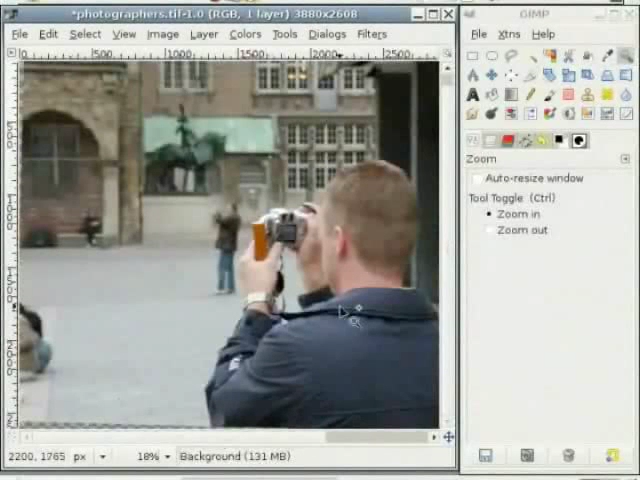 *photographers.tif-1.0 (RGB, 1 layer) 3880x2608
File Edit Select View Image Layer Colors Tools Dialogs Filters
0 500 1000 1500 2000 2500
2200, 1765 px 18% Background (131 MB)
GIMP
File Xtns Help
Zoom
Auto-resize window
Tool Toggle (Ctrl)
Zoom in
Zoom out